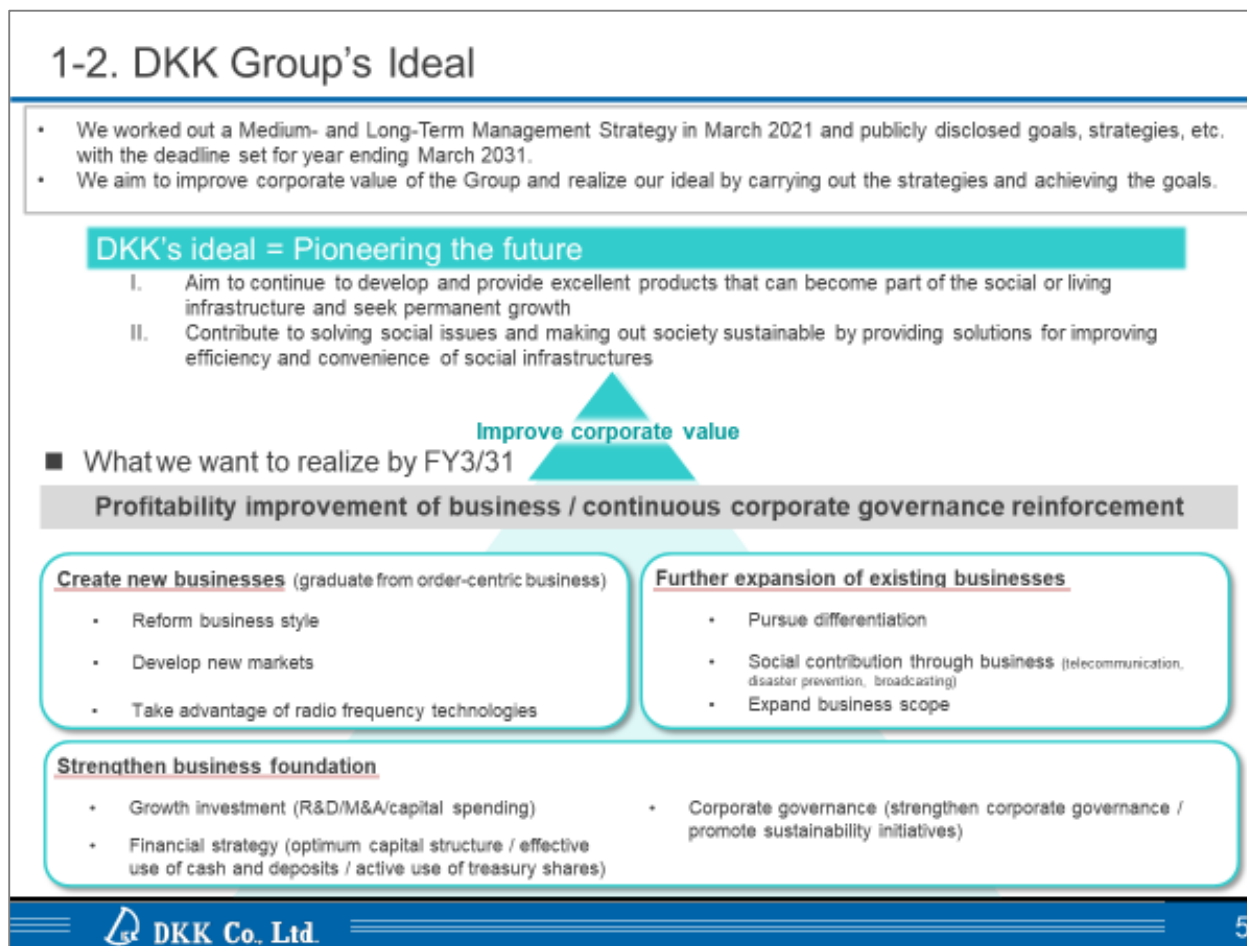 1-2. DKK Group's Ideal
• We worked out a Medium- and Long-Term Management Strategy in March 2021 and publicly disclosed goals, strategies, etc.
with the deadline set for year ending March 2031.
• We aim to improve corporate value of the Group and realize our ideal by carrying out the strategies and achieving the goals.
DKK's ideal = Pioneering the future
I. Aim to continue to develop and provide excellent products that can become part of the social or living
infrastructure and seek permanent growth
II. Contribute to solving social issues and making out society sustainable by providing solutions for improving
efficiency and convenience of social infrastructures
Improve corporate value
■ What we want to realize by FY3/31
Profitability improvement of business / continuous corporate governance reinforcement
Create new businesses (graduate from order-centric business)
• Reform business style
• Develop new markets
• Take advantage of radio frequency technologies
Further expansion of existing businesses
• Pursue differentiation
• Social contribution through business (telecommunication,
disaster prevention, broadcasting)
• Expand business scope
Strengthen business foundation
• Growth investment (R&D/M&A/capital spending)
• Financial strategy (optimum capital structure / effective
use of cash and deposits / active use of treasury shares)
• Corporate governance (strengthen corporate governance /
promote sustainability initiatives)
DKK Co., Ltd.
5